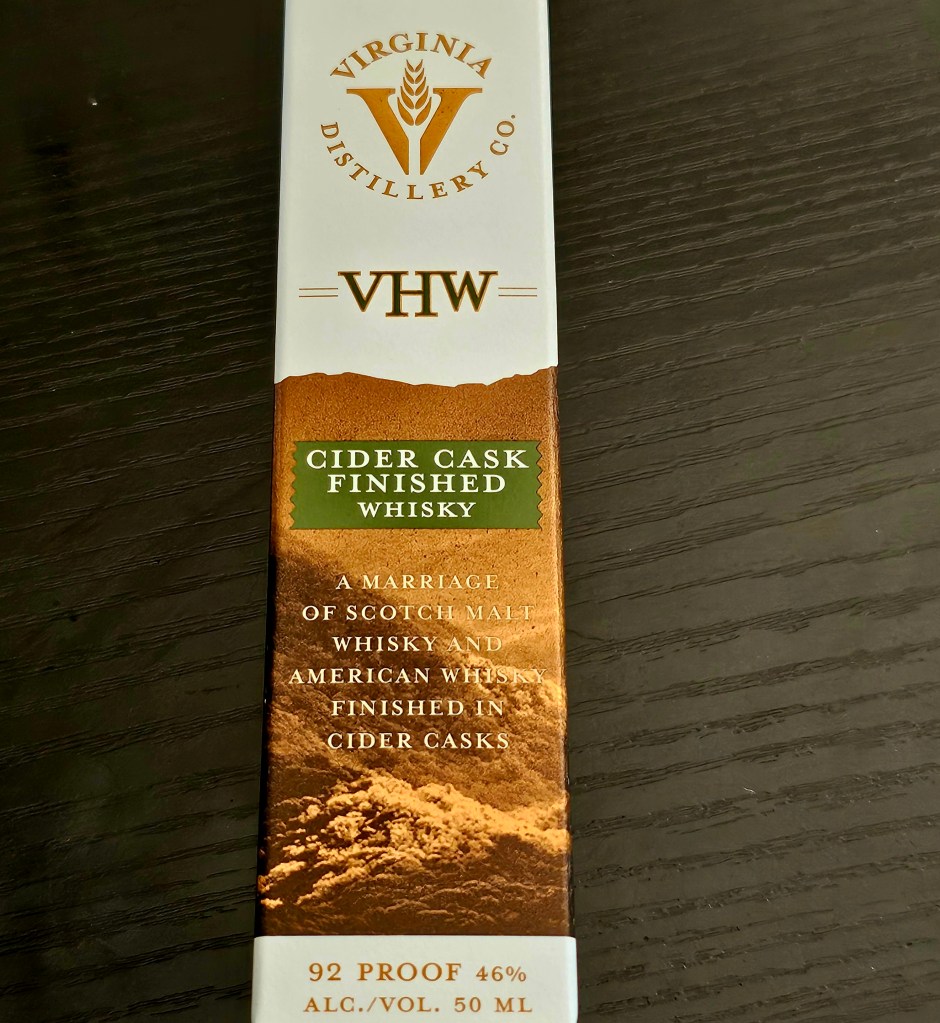 VIRGINIA
DISTILLERY CO.
VHW
CIDER CASK
FINISHED
WHISKY
A MARRIAGE
OF SCOTCH MALT
WHISKY AND
AMERICAN WHISKY
FINISHED IN
CIDER CASKS
92 PROOF 46%
ALC./VOL. 50 ML